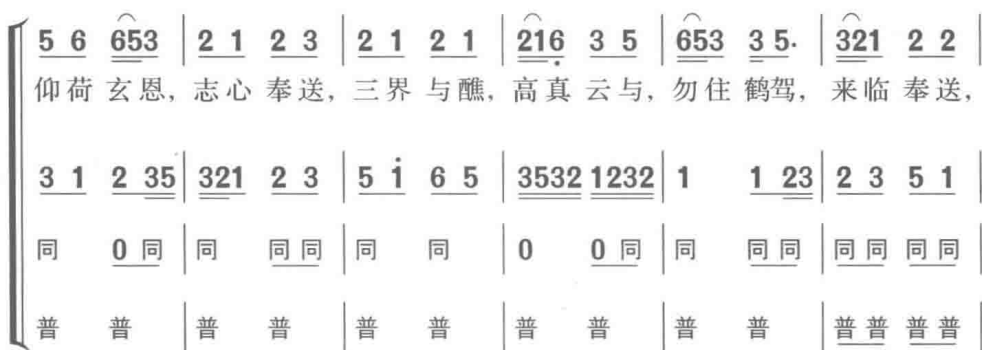 5 6 653 | 2 1 2 3 | 2 1 2 1 | 216̣ 3 5 | 653 3 5· | 321 2 2 |
仰荷 玄恩, 志心 奉送, 三界 与醮, 高真 云与, 勿住 鹤驾, 来临 奉送,
3 1 2 35 | 321 2 3 | 5 i̇ 6 5 | 3532 1232 | 1 1 23 | 2 3 5 1 |
同 0 同 | 同 同同 | 同 同 | 0 0 同 | 同 同同 | 同同 同同 |
普 普 | 普 普 | 普 普 | 普 普 | 普 普 | 普普 普普 |